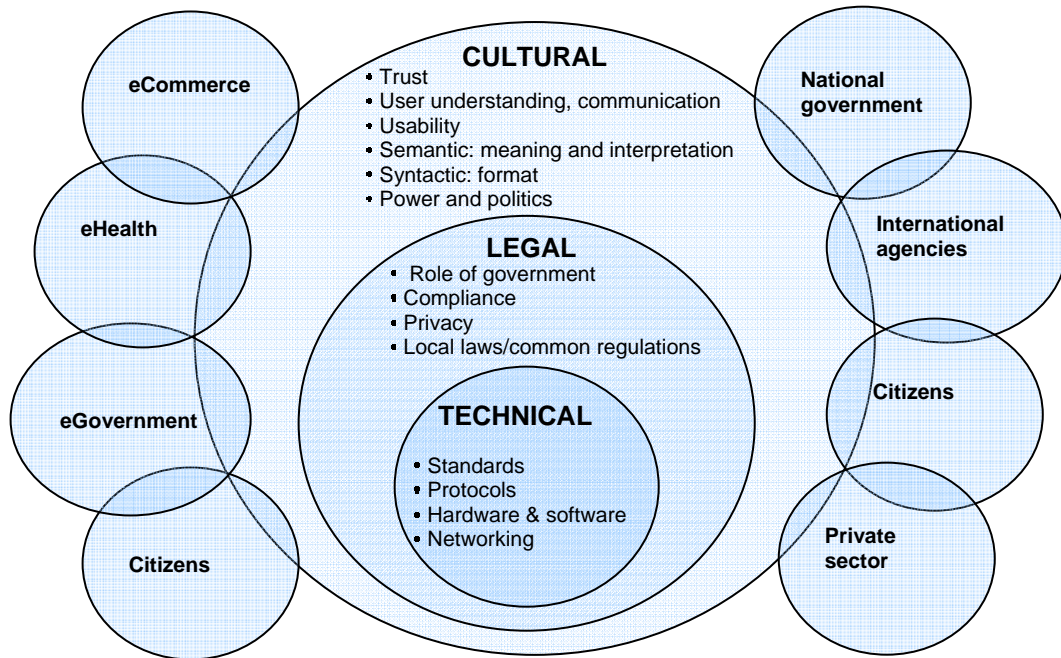 CULTURAL
▪ Trust
▪ User understanding, communication
▪ Usability
▪ Semantic: meaning and interpretation
▪ Syntactic: format
▪ Power and politics
LEGAL
▪ Role of government
▪ Compliance
▪ Privacy
▪ Local laws/common regulations
TECHNICAL
▪ Standards
▪ Protocols
▪ Hardware & software
▪ Networking
eCommerce
eHealth
eGovernment
Citizens
National
government
International
agencies
Citizens
Private
sector